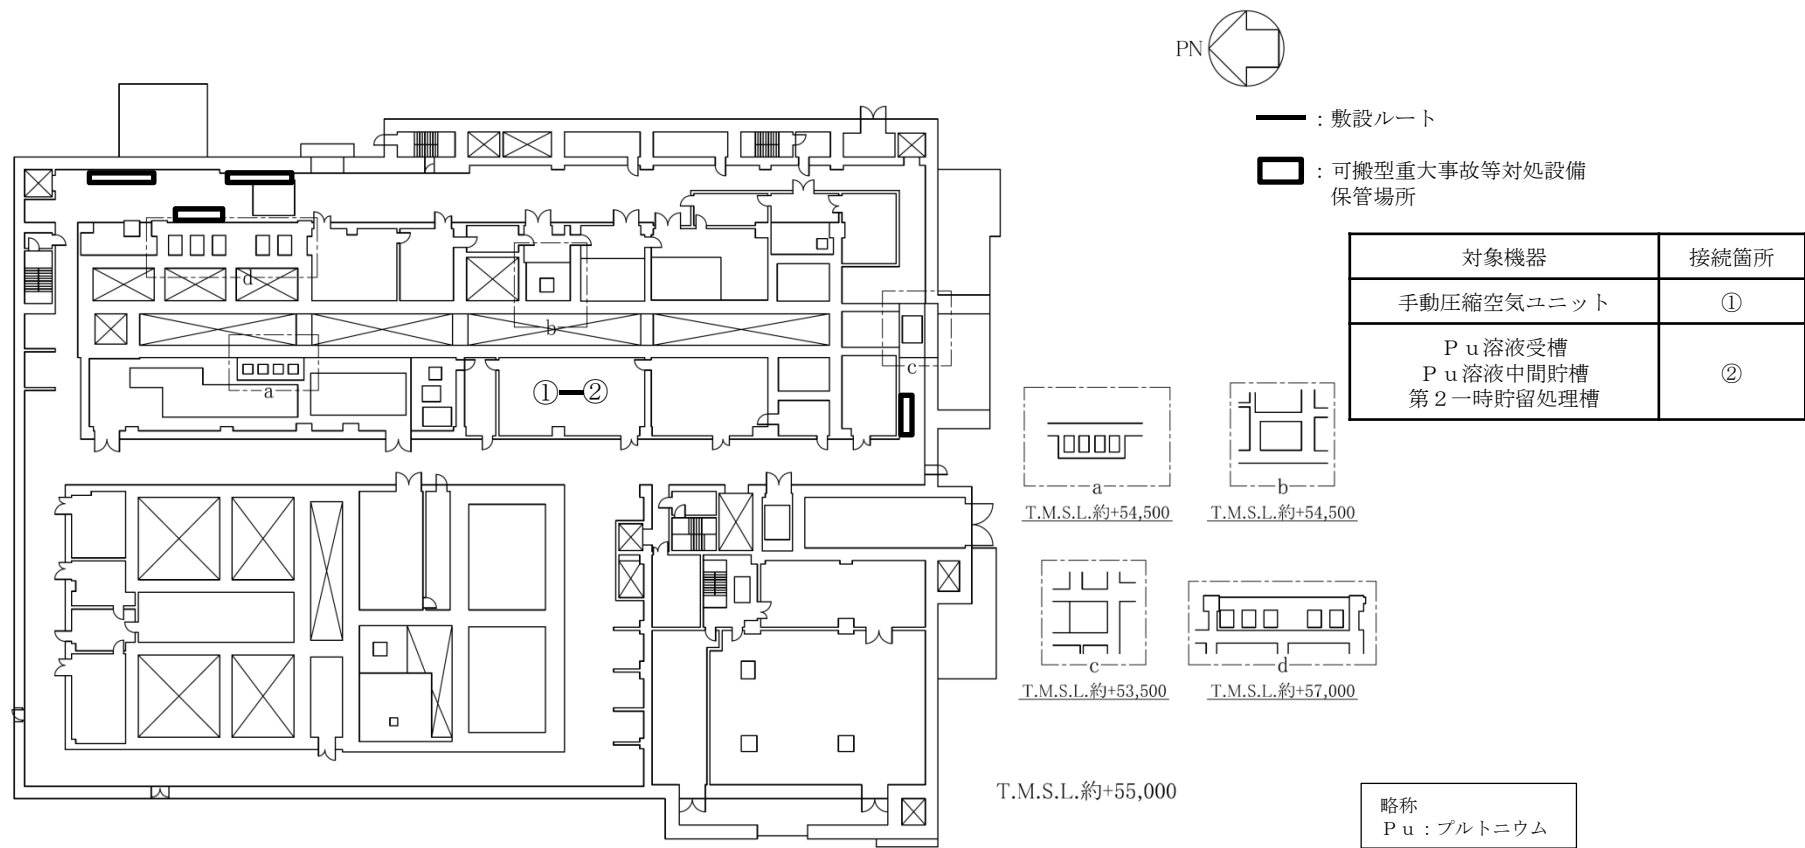 PN
：敷設ルート
：可搬型重大事故等対処設備
保管場所
対象機器
接続箇所
手動圧縮空気ユニット
①
Ｐｕ溶液受槽
Ｐｕ溶液中間貯槽
第２一時貯留処理槽
②
d
b
c
a
①
②
a
T.M.S.L.約+54,500
b
T.M.S.L.約+54,500
c
T.M.S.L.約+53,500
d
T.M.S.L.約+57,000
T.M.S.L.約+55,000
略称
Ｐｕ：プルトニウム